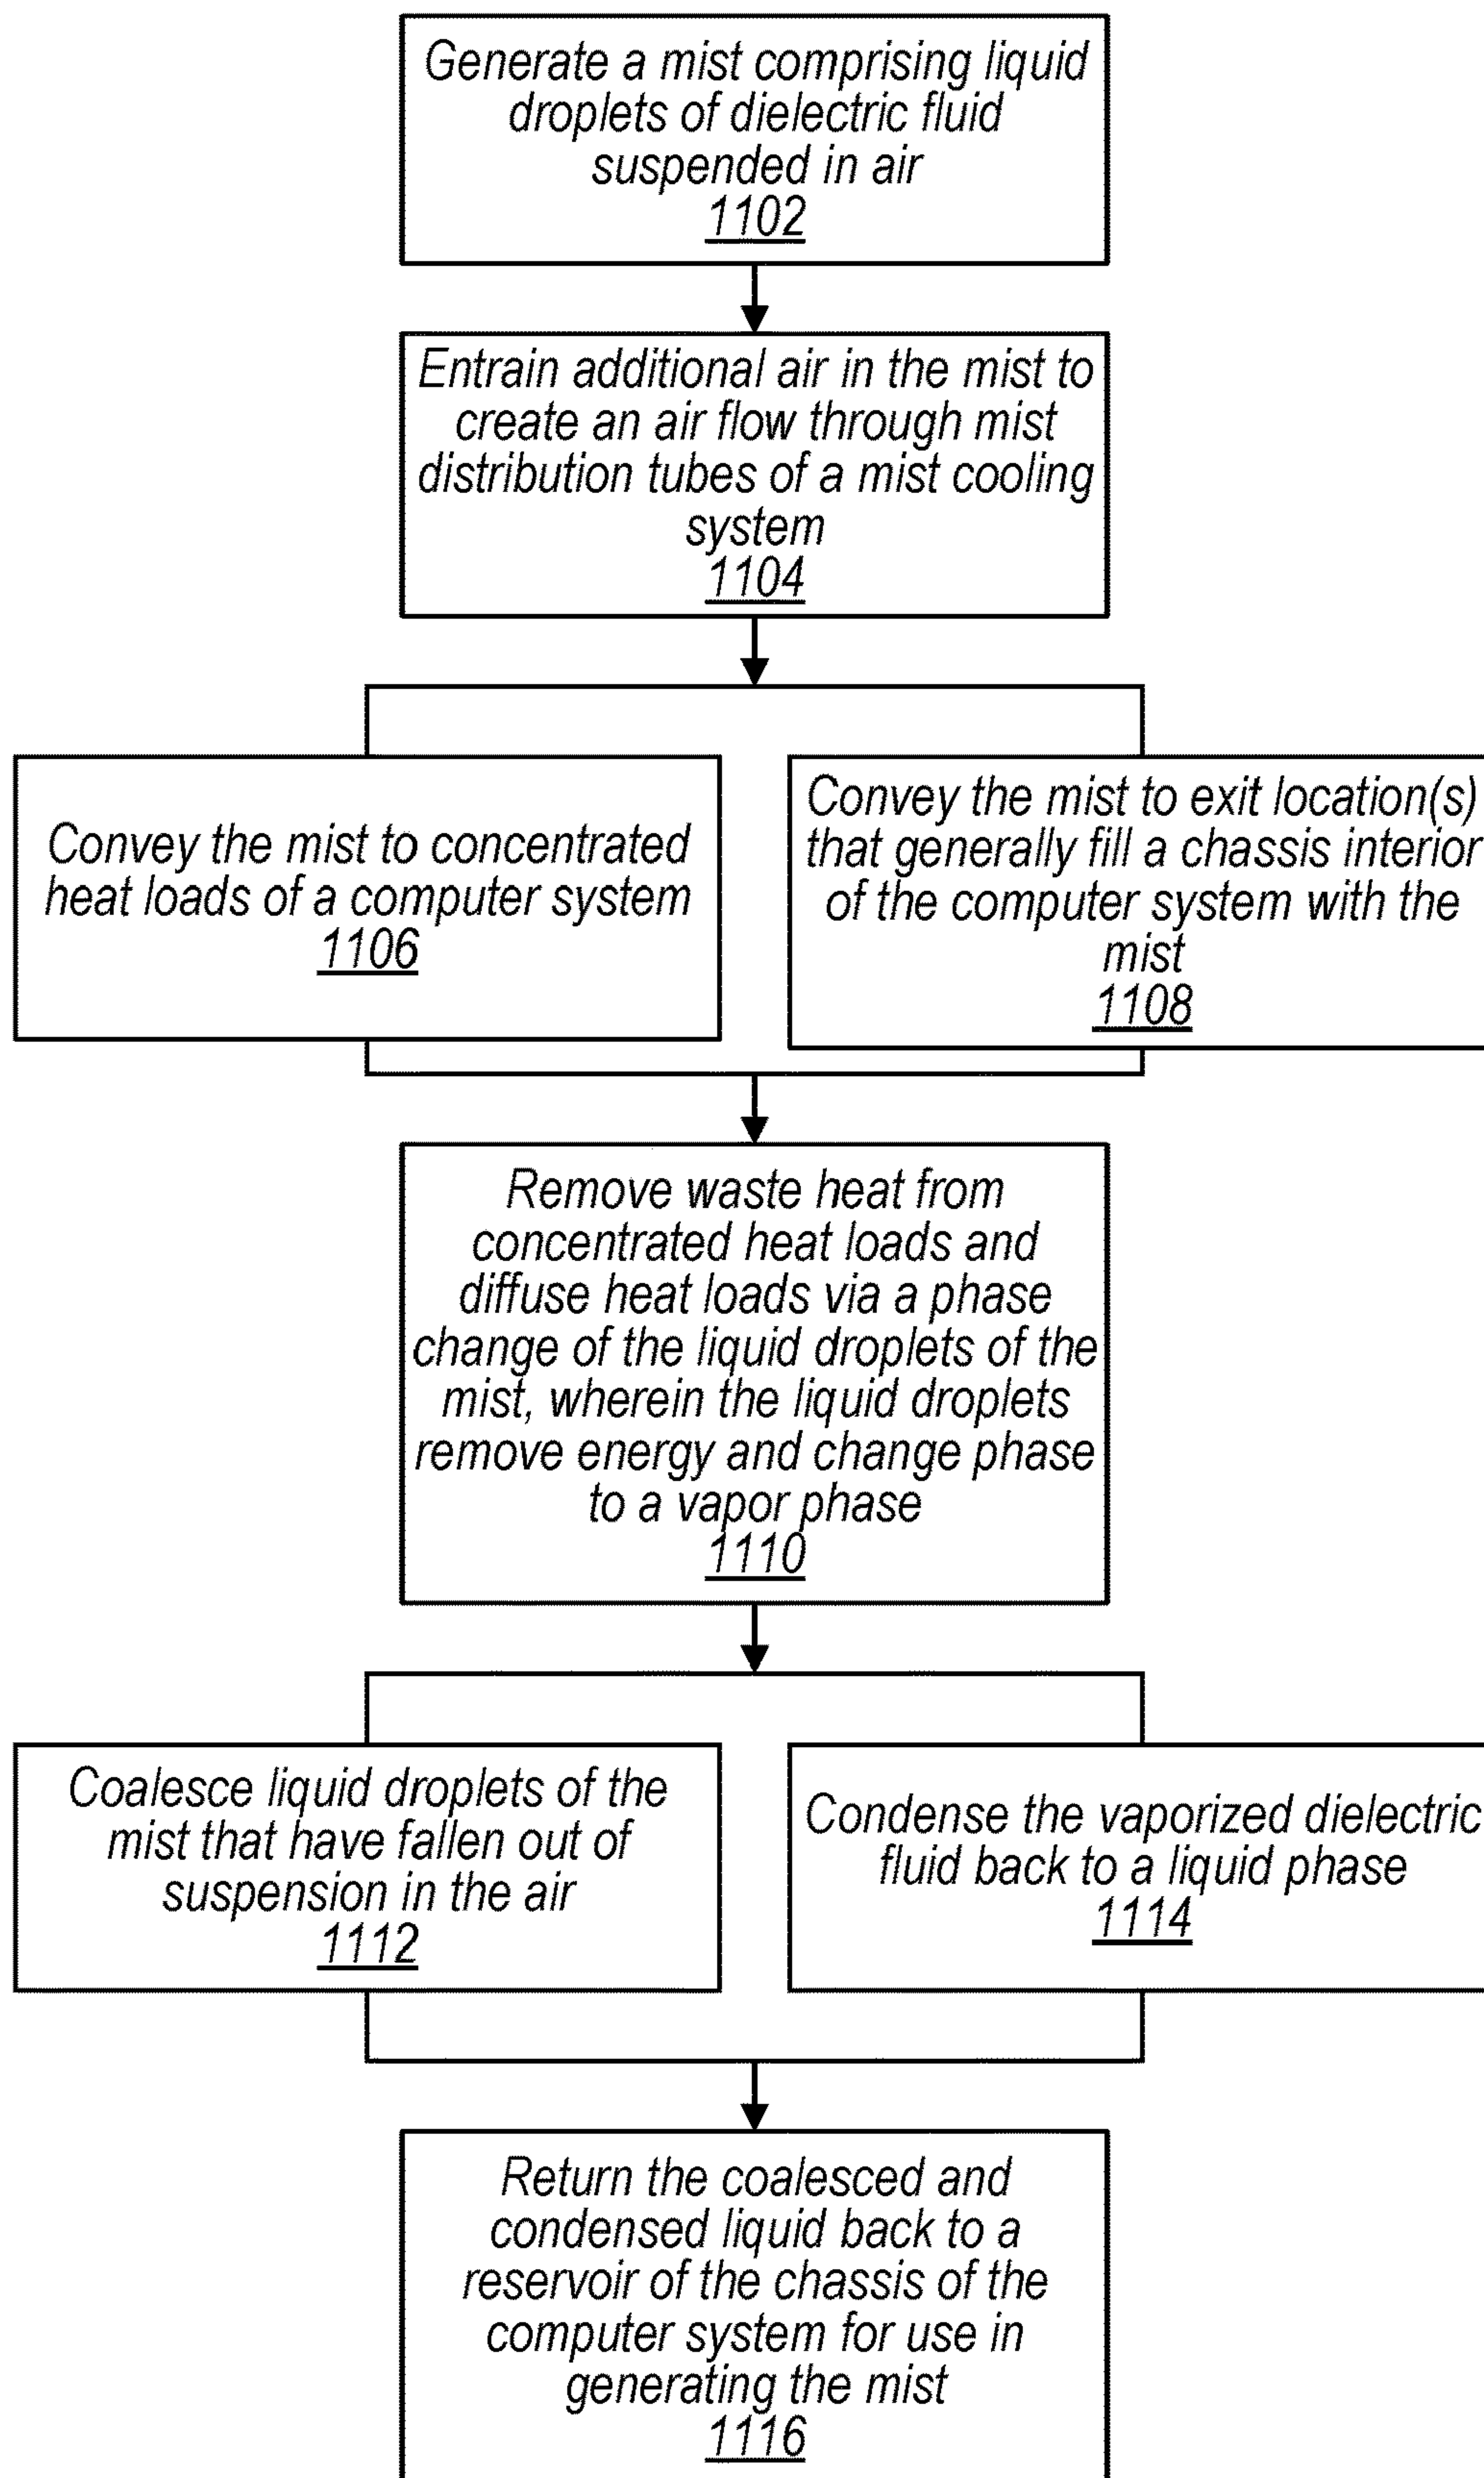 Generate a mist comprising liquid
droplets of dielectric fluid
suspended in air
1102
Entrain additional air in the mist to
create an air flow through mist
distribution tubes of a mist cooling
system
1104
Convey the mist to concentrated
heat loads of a computer system
1106
Convey the mist to exit location(s)
that generally fill a chassis interior
of the computer system with the
mist
1108
Remove waste heat from
concentrated heat loads and
diffuse heat loads via a phase
change of the liquid droplets of the
mist, wherein the liquid droplets
remove energy and change phase
to a vapor phase
1110
Coalesce liquid droplets of the
mist that have fallen out of
suspension in the air
1112
Condense the vaporized dielectric
fluid back to a liquid phase
1114
Return the coalesced and
condensed liquid back to a
reservoir of the chassis of the
computer system for use in
generating the mist
1116